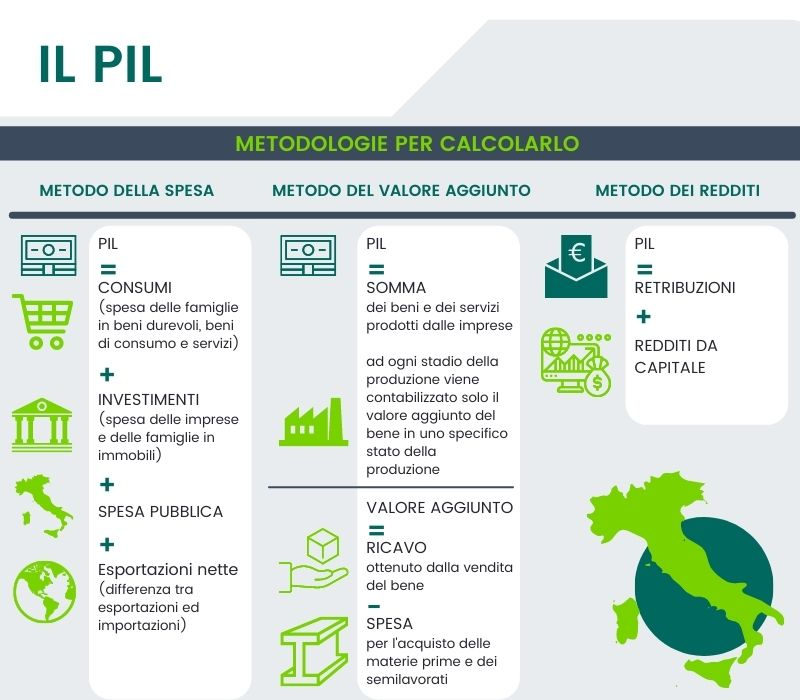 IL PIL
METODOLOGIE PER CALCOLARLO
METODO DELLA SPESA
PIL
=
CONSUMI
(spesa delle famiglie
in beni durevoli, beni
di consumo e servizi)
+
INVESTIMENTI
(spesa delle imprese
e delle famiglie in
immobili)
+
SPESA PUBBLICA
+
Esportazioni nette
(differenza tra
esportazioni ed
importazioni)
METODO DEL VALORE AGGIUNTO
PIL
=
SOMMA
dei beni e dei servizi
prodotti dalle imprese
ad ogni stadio della
produzione viene
contabilizzato solo il
valore aggiunto del
bene in uno specifico
stato della
produzione
VALORE AGGIUNTO
=
RICAVO
ottenuto dalla vendita
del bene
-
SPESA
per l'acquisto delle
materie prime e dei
semilavorati
METODO DEI REDDITI
€
$
PIL
=
RETRIBUZIONI
+
REDDITI DA
CAPITALE